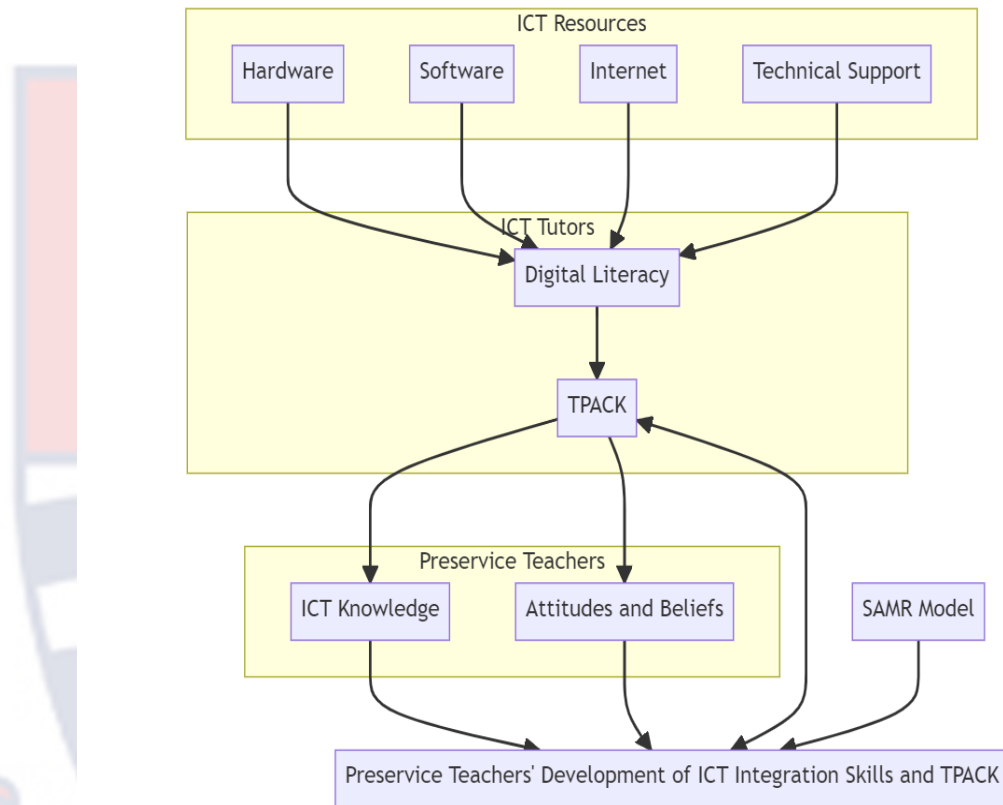 ICT Resources
Hardware
Software
Internet
Technical Support
ICT Tutors
Digital Literacy
TPACK
Preservice Teachers
ICT Knowledge
Attitudes and Beliefs
SAMR Model
Preservice Teachers' Development of ICT Integration Skills and TPACK